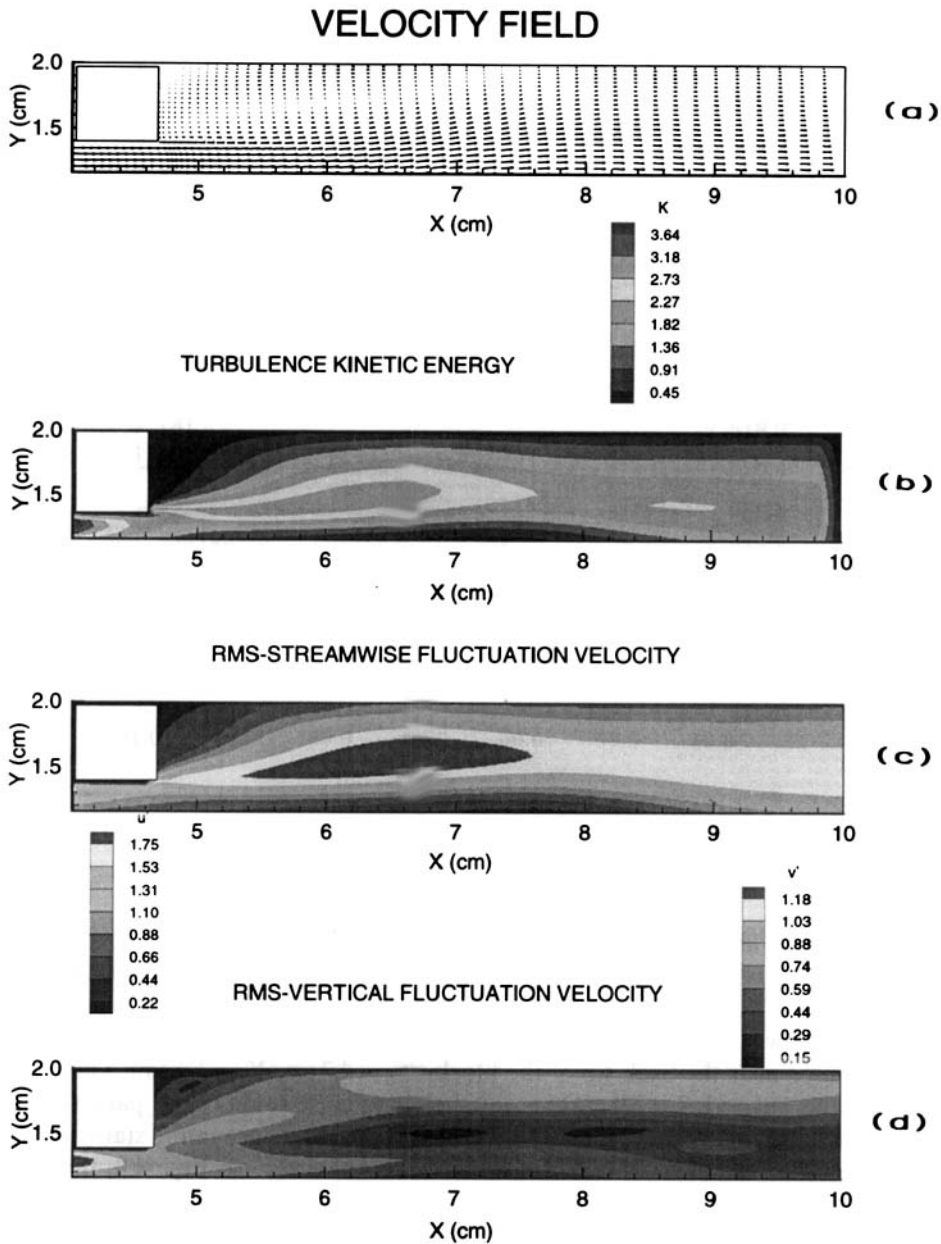 VELOCITY FIELD
2.0
1.5
Y (cm)
(a)
5 6 7 8 9 10
X (cm)
K
3.64
3.18
2.73
2.27
1.82
1.36
0.91
0.45
TURBULENCE KINETIC ENERGY
2.0
1.5
Y (cm)
(b)
5 6 7 8 9 10
X (cm)
RMS-STREAMWISE FLUCTUATION VELOCITY
2.0
1.5
Y (cm)
(c)
5 6 7 8 9 10
X (cm)
u'
1.75
1.53
1.31
1.10
0.88
0.66
0.44
0.22
v'
1.18
1.03
0.88
0.74
0.59
0.44
0.29
0.15
RMS-VERTICAL FLUCTUATION VELOCITY
2.0
1.5
Y (cm)
(d)
5 6 7 8 9 10
X (cm)